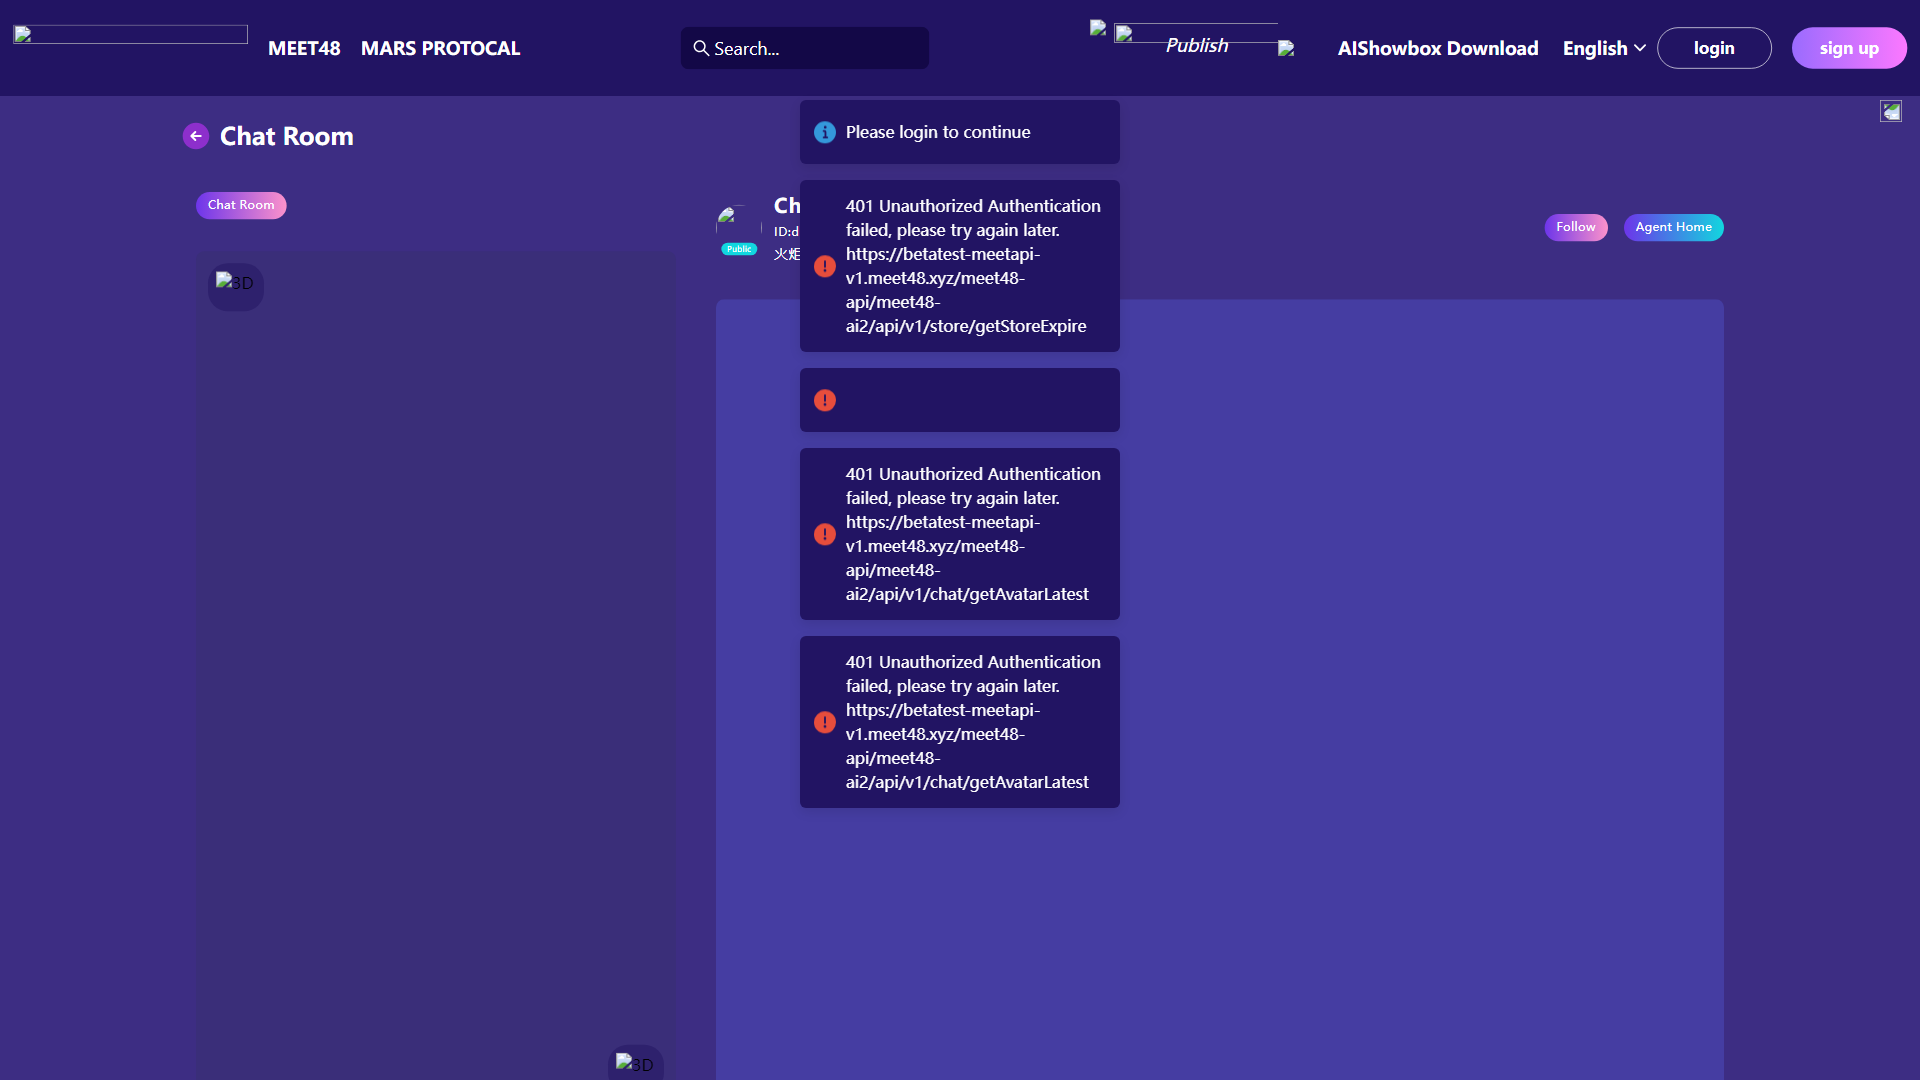 MEET48
MARS PROTOCAL
Search...
Publish
AIShowbox Download
English
login
sign up
Chat Room
Please login to continue
Chat Room
3D
Public
Ch
ID:d
火炬
401 Unauthorized Authentication
failed, please try again later.
https://betatest-meetapi-
v1.meet48.xyz/meet48-
api/meet48-
ai2/api/v1/store/getStoreExpire
Follow
Agent Home
401 Unauthorized Authentication
failed, please try again later.
https://betatest-meetapi-
v1.meet48.xyz/meet48-
api/meet48-
ai2/api/v1/chat/getAvatarLatest
401 Unauthorized Authentication
failed, please try again later.
https://betatest-meetapi-
v1.meet48.xyz/meet48-
api/meet48-
ai2/api/v1/chat/getAvatarLatest
3D